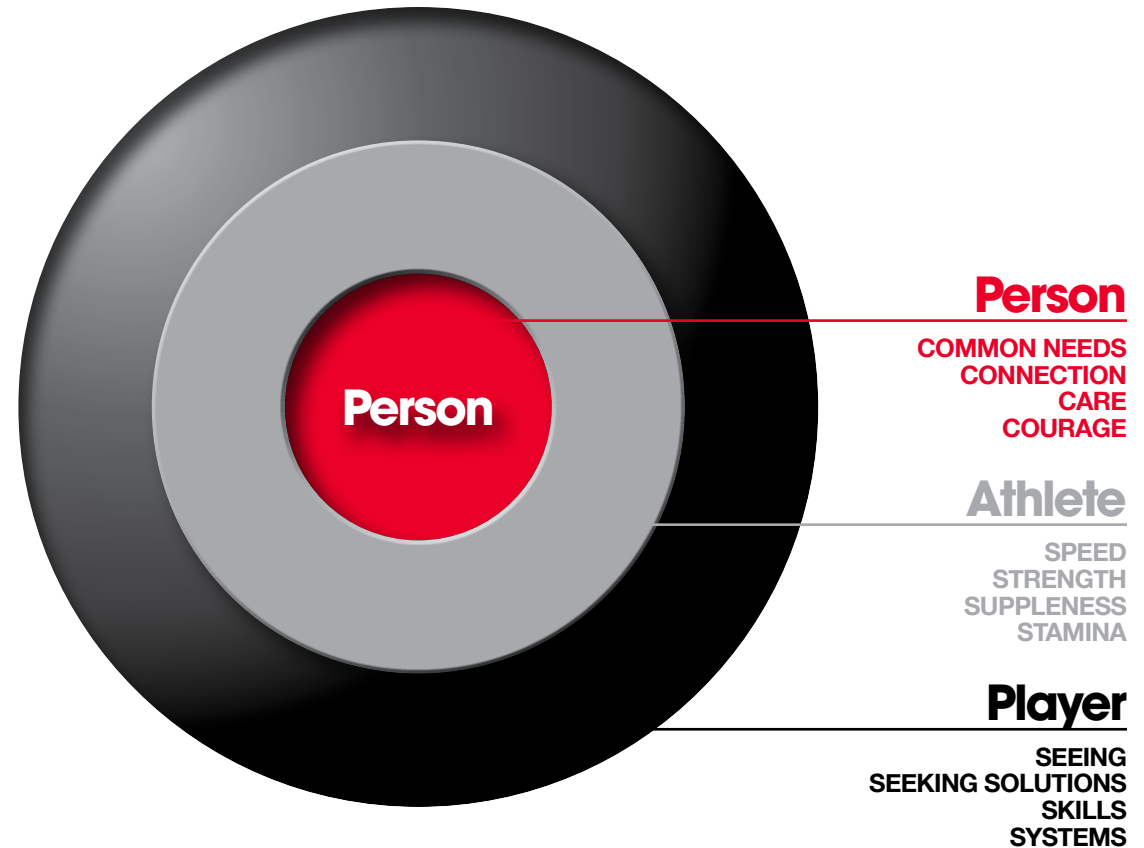 Person
Person
COMMON NEEDS
CONNECTION
CARE
COURAGE
Athlete
SPEED
STRENGTH
SUPPLENESS
STAMINA
Player
SEEING
SEEKING SOLUTIONS
SKILLS
SYSTEMS